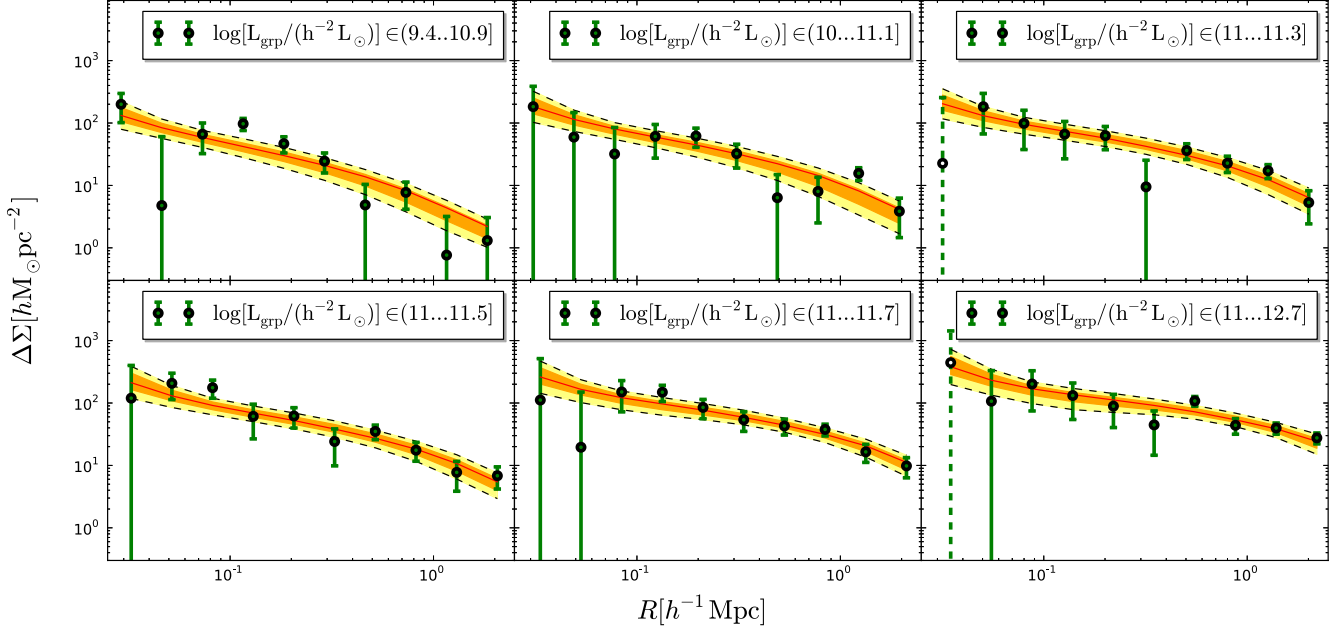 log[L_grp/(h^-2 L_⊙)] ∈(9.4..10.9)
log[L_grp/(h^-2 L_⊙)] ∈(10...11.1)
log[L_grp/(h^-2 L_⊙)] ∈(11...11.3)
10^3
10^2
10^1
10^0
ΔΣ[hM_⊙pc^-2]
log[L_grp/(h^-2 L_⊙)] ∈(11...11.5)
log[L_grp/(h^-2 L_⊙)] ∈(11...11.7)
log[L_grp/(h^-2 L_⊙)] ∈(11...12.7)
10^3
10^2
10^1
10^0
10^-1 10^0 10^-1 10^0 10^-1 10^0
R[h^-1 Mpc]